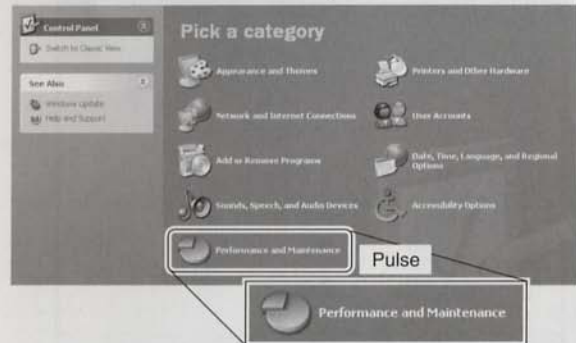 Control Panel
Switch to Classic View
See Also
Windows Update
Help and Support
Pick a category
Appearance and Themes
Printers and Other Hardware
Network and Internet Connections
User Accounts
Add or Remove Programs
Date, Time, Language, and Regional
Options
Sounds, Speech, and Audio Devices
Accessibility Options
Performance and Maintenance
Pulse
Performance and Maintenance